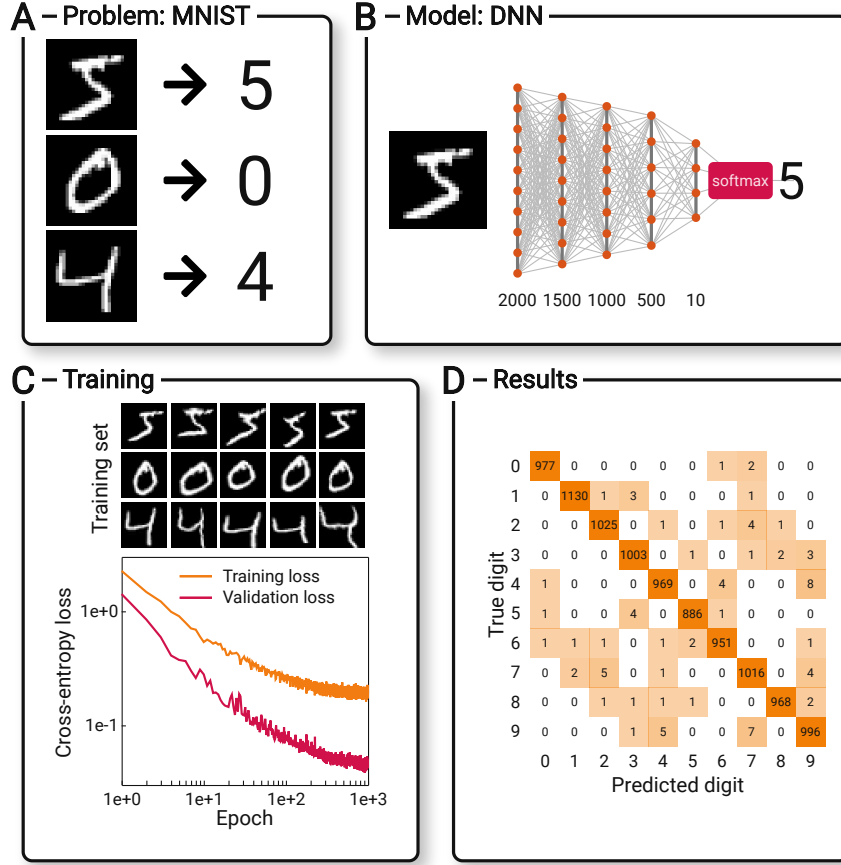 A Problem: MNIST
5
0
4
B Model: DNN
softmax 5
2000 1500 1000 500 10
C Training
Training set
Training loss
Validation loss
Cross-entropy loss
1e+0
1e-1
1e+0 1e+1 1e+2 1e+3
Epoch
D Results
True digit
0 977 0 0 0 0 0 1 2 0 0
1 0 1130 1 3 0 0 0 1 0 0
2 0 0 1025 0 1 0 1 4 1 0
3 0 0 0 1003 0 1 0 1 2 3
4 1 0 0 0 969 0 4 0 0 8
5 1 0 0 4 0 886 1 0 0 0
6 1 1 1 0 1 2 951 0 0 1
7 0 2 5 0 1 0 0 1016 0 4
8 0 0 1 1 1 1 0 0 968 2
9 0 0 0 1 5 0 0 7 0 996
0 1 2 3 4 5 6 7 8 9
Predicted digit